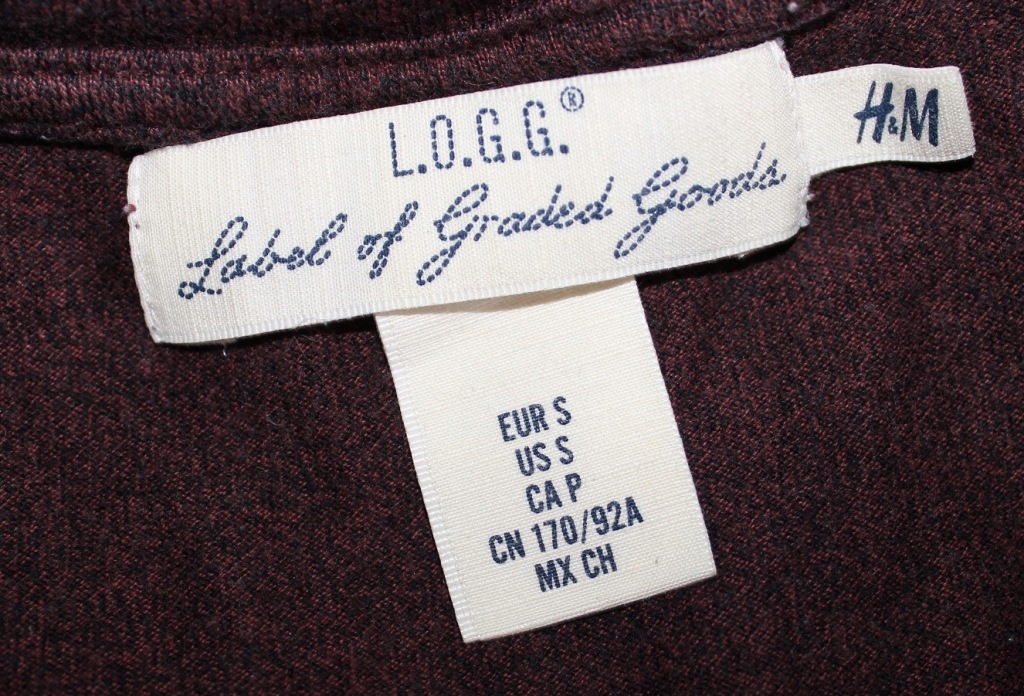 L.O.G.G.®
Label of Graded Goods
H&M
EUR S
US S
CA P
CN 170/92A
MX CH